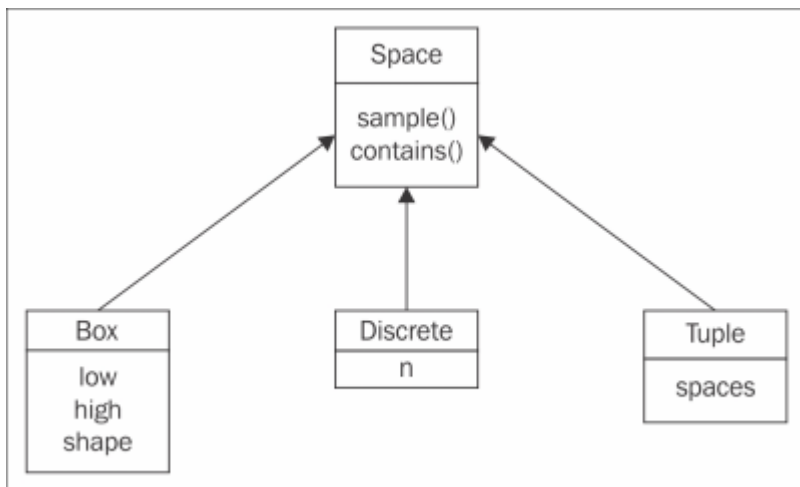 Space
sample()
contains()
Box
low
high
shape
Discrete
n
Tuple
spaces